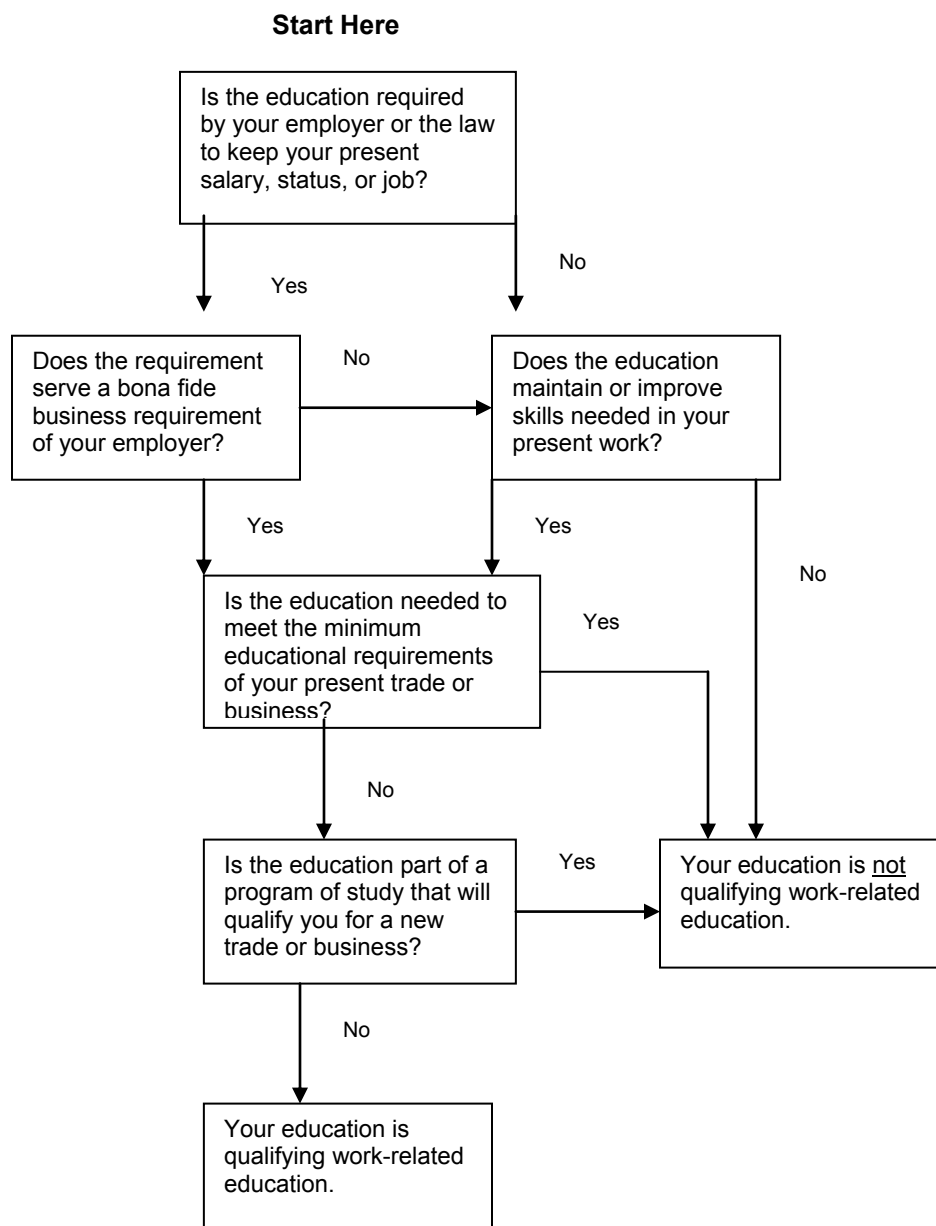 Start Here
Is the education required
by your employer or the law
to keep your present
salary, status, or job?
Yes
No
Does the requirement
serve a bona fide
business requirement
of your employer?
No
Does the education
maintain or improve
skills needed in your
present work?
Yes
Yes
No
Is the education needed to
meet the minimum
educational requirements
of your present trade or
business?
Yes
No
Is the education part of a
program of study that will
qualify you for a new
trade or business?
Yes
Your education is not
qualifying work-related
education.
No
Your education is
qualifying work-related
education.